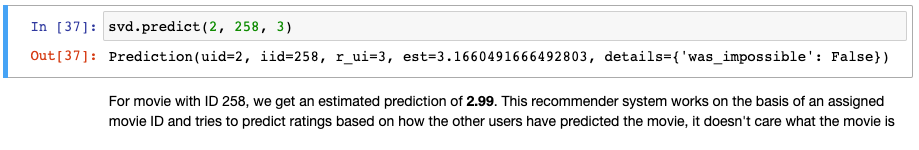 In [37]: svd.predict(2, 258, 3)
Out[37]: Prediction(uid=2, iid=258, r_ui=3, est=3.1660491666492803, details={'was_impossible': False})
For movie with ID 258, we get an estimated prediction of 2.99. This recommender system works on the basis of an assigned
movie ID and tries to predict ratings based on how the other users have predicted the movie, it doesn't care what the movie is